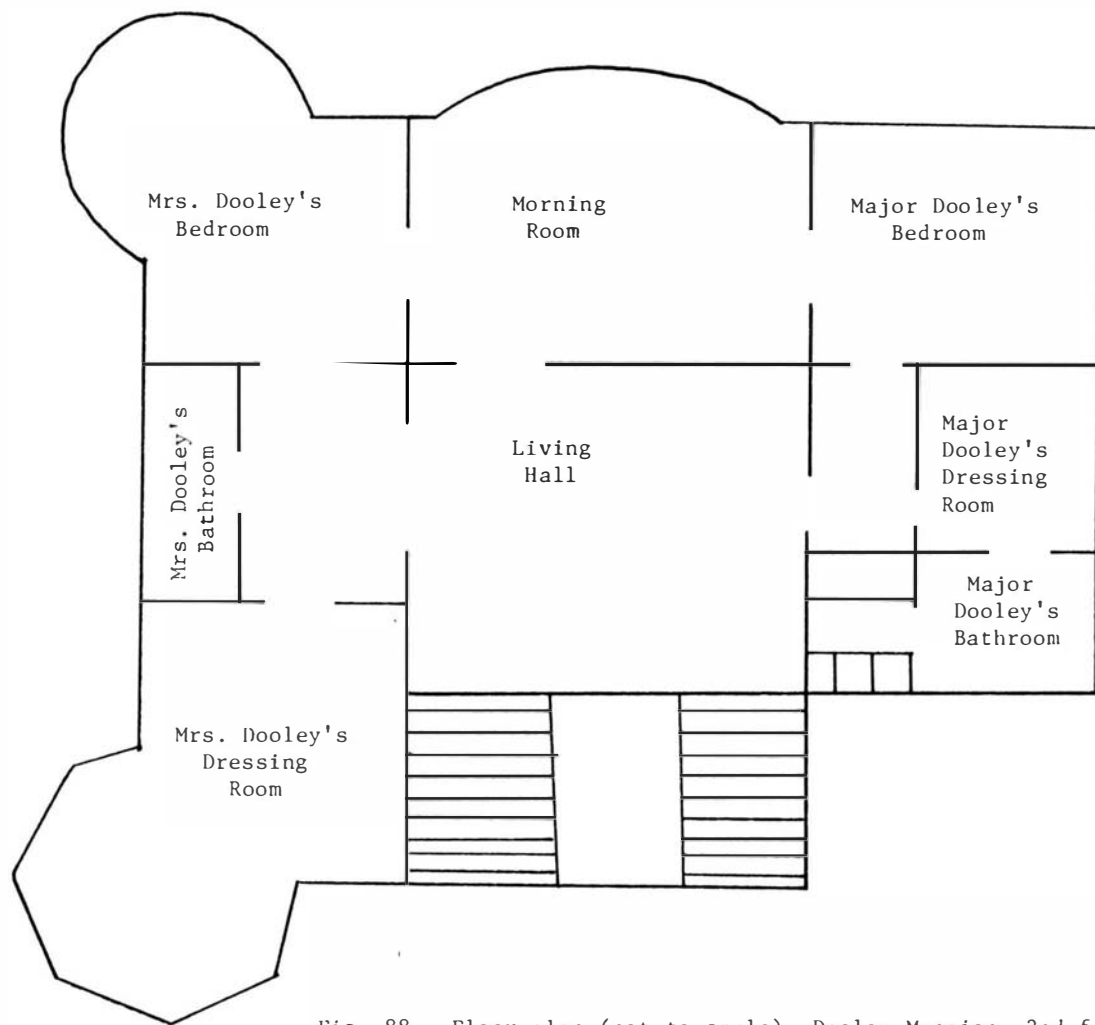 Mrs. Dooley's
Bedroom
Morning
Room
Major Dooley's
Bedroom
Mrs. Dooley's
Bathroom
Living
Hall
Major
Dooley's
Dressing
Room
Major
Dooley's
Bathroom
Mrs. Dooley's
Dressing
Room
88